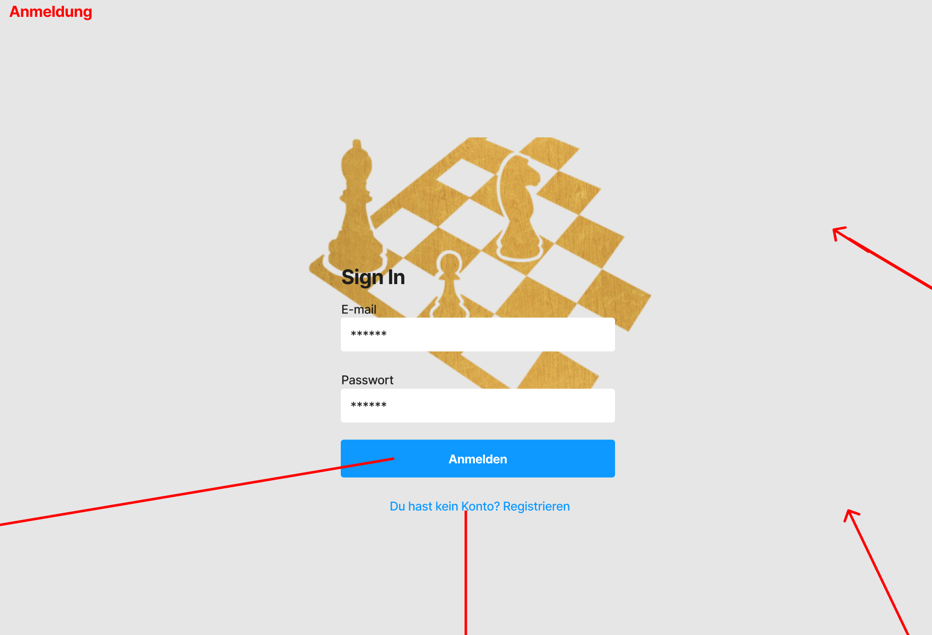 Anmeldung
Sign In
E-mail
******
Passwort
******
Anmelden
Du hast kein Konto? Registrieren